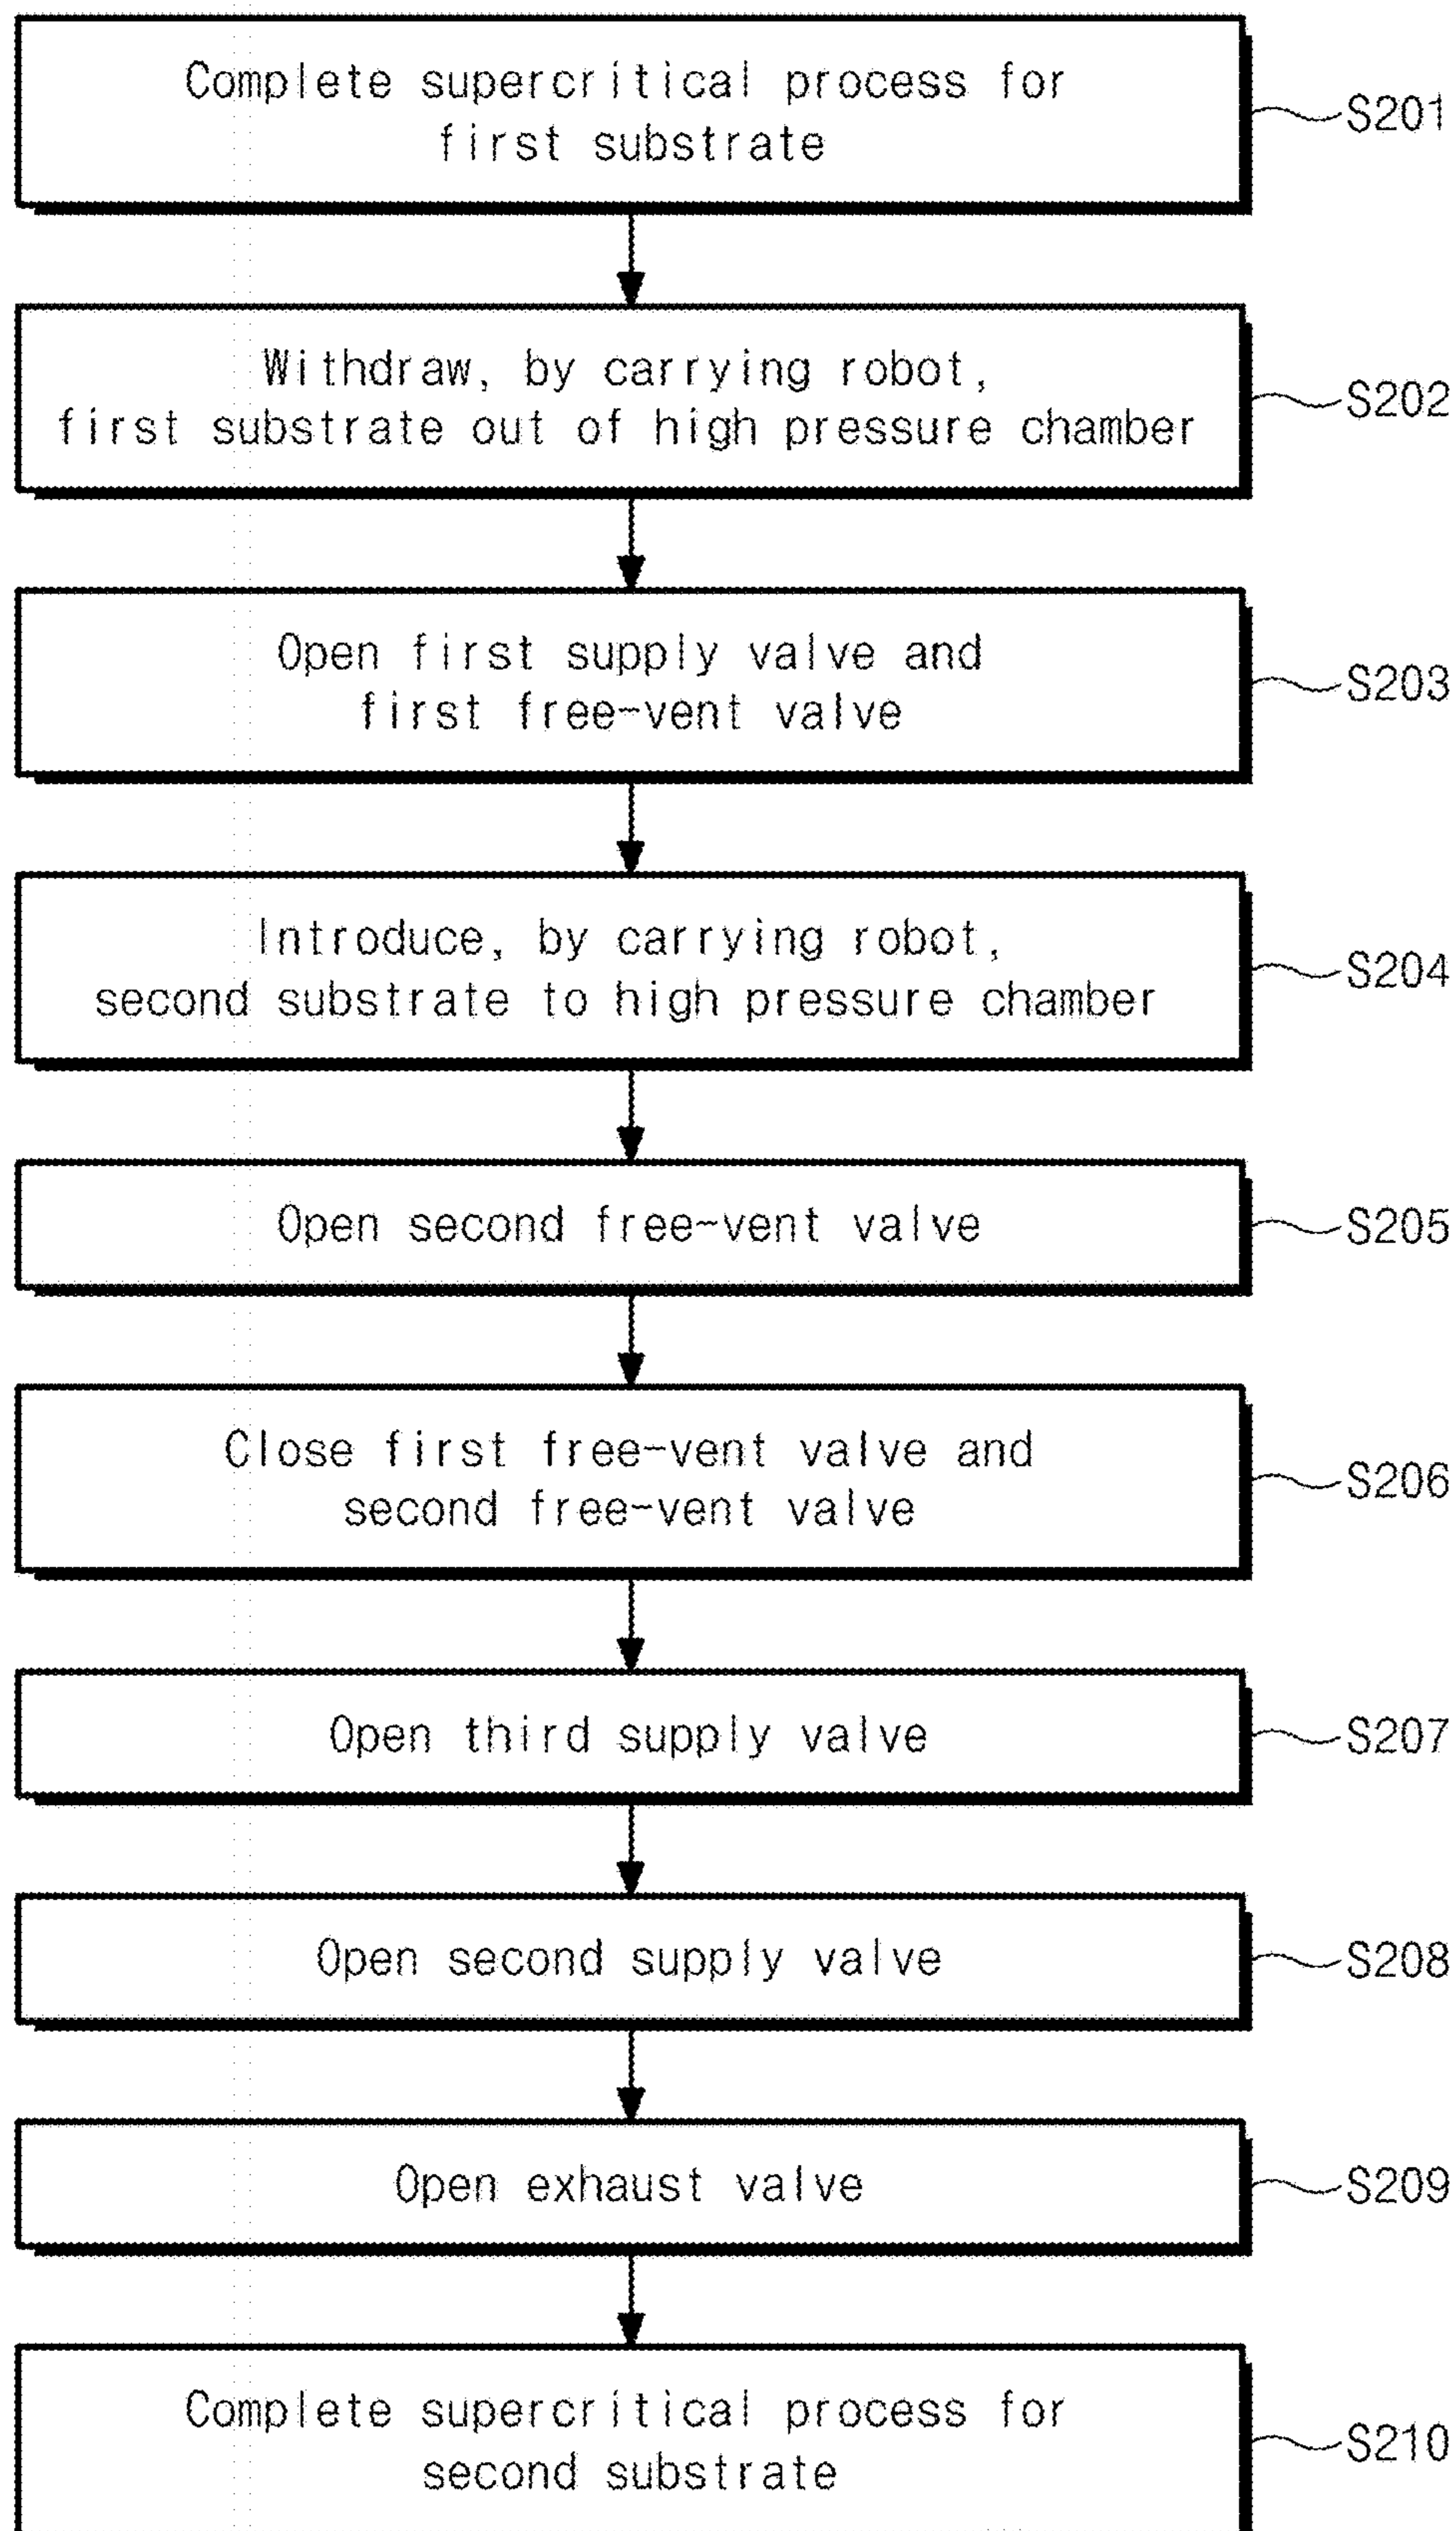 Complete supercritical process for
first substrate
S201
Withdraw, by carrying robot,
first substrate out of high pressure chamber
S202
Open first supply valve and
first free-vent valve
S203
Introduce, by carrying robot,
second substrate to high pressure chamber
S204
Open second free-vent valve
S205
Close first free-vent valve and
second free-vent valve
S206
Open third supply valve
S207
Open second supply valve
S208
Open exhaust valve
S209
Complete supercritical process for
second substrate
S210